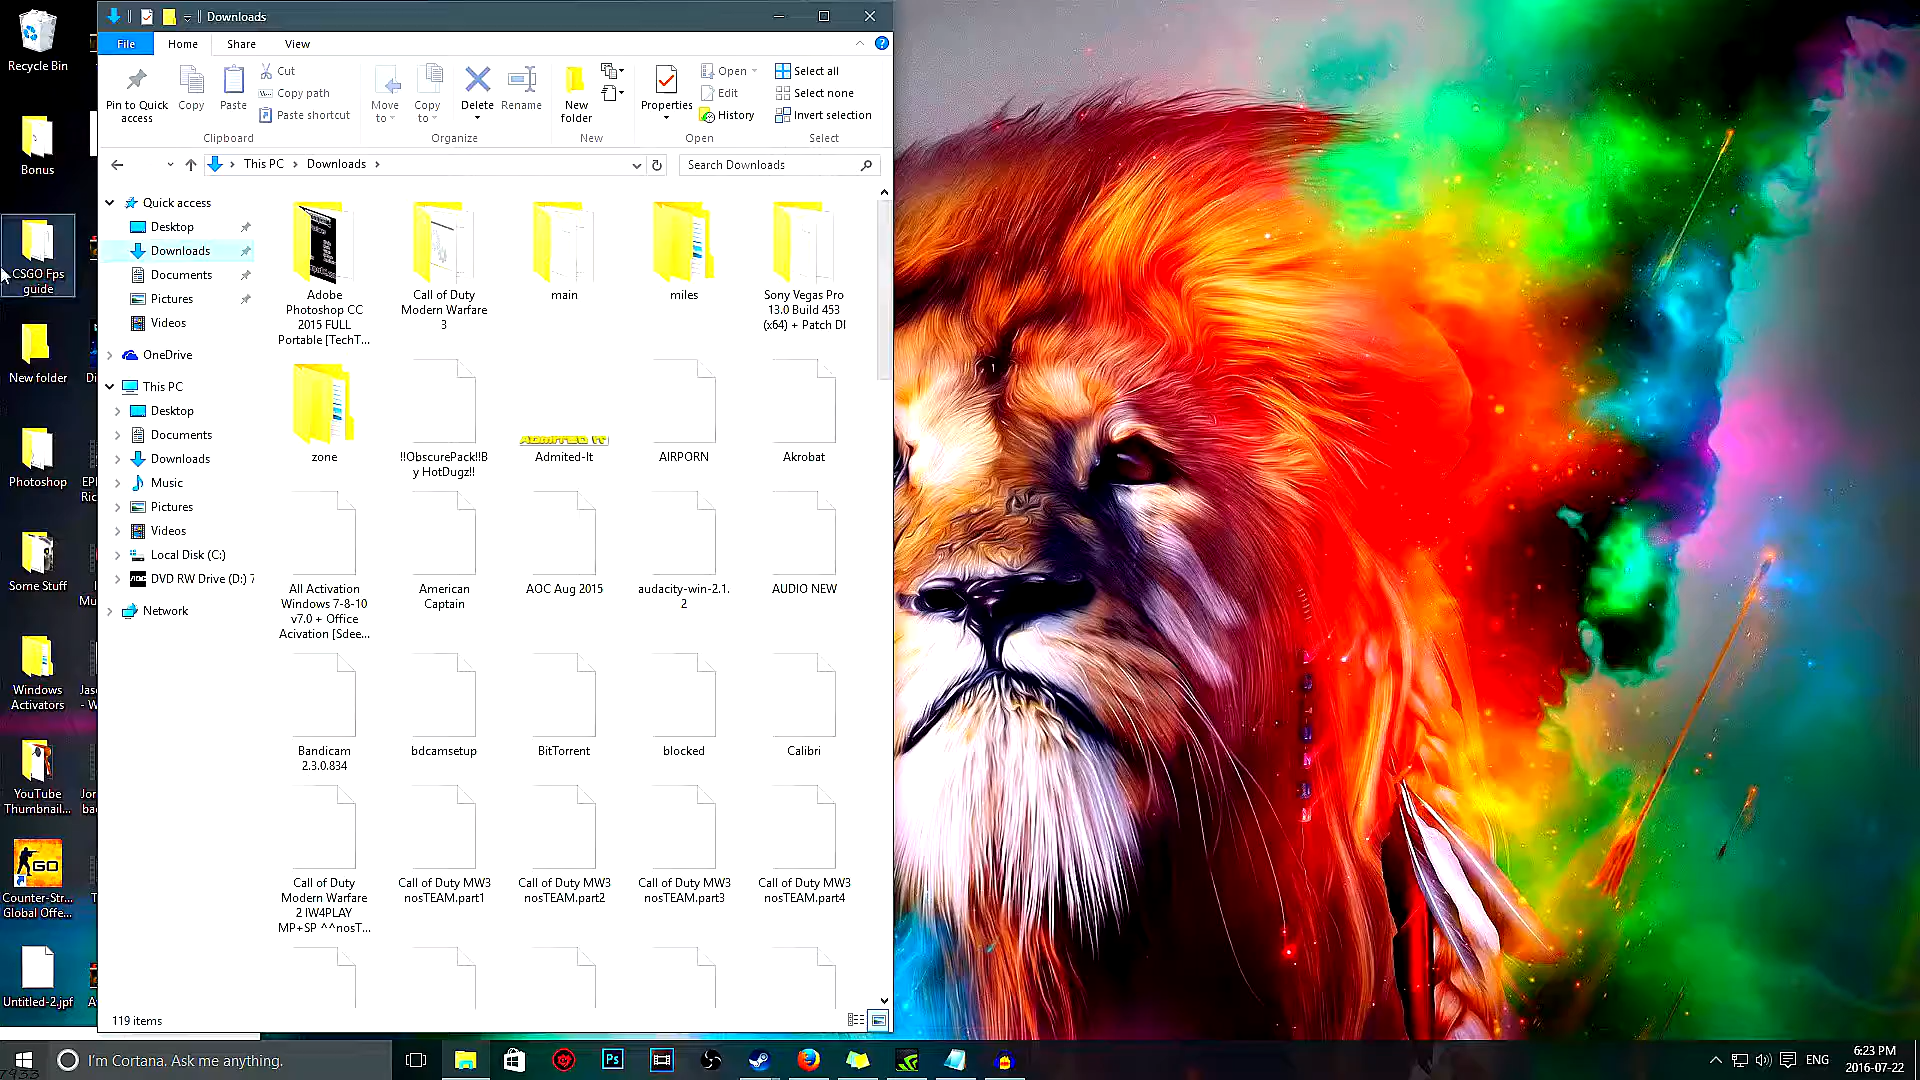 Downloads
File
Home
Share
View
Pin to Quick
access
Copy
Paste
Cut
Copy path
Paste shortcut
Clipboard
Move
to
Copy
to
Delete
Rename
Organize
New
folder
New
Properties
Open
Edit
History
Open
Select all
Select none
Invert selection
Select
This PC
Downloads
Search Downloads
Quick access
Desktop
Downloads
Documents
Pictures
Videos
OneDrive
This PC
Desktop
Documents
Downloads
Music
Pictures
Videos
Local Disk (C:)
DVD RW Drive (D:) 7
Network
Adobe
Photoshop CC
2015 FULL
Portable [TechT...
Call of Duty
Modern Warfare
3
main
miles
Sony Vegas Pro
13.0 Build 453
(x64) + Patch DI
zone
!!ObscurePack!!B
y HotDugz!!
Admited-It
AIRPORN
Akrobat
All Activation
Windows 7-8-10
v7.0 + Office
Acivation [Sdee...
American
Captain
AOC Aug 2015
audacity-win-2.1.
2
AUDIO NEW
Bandicam
2.3.0.834
bdcamsetup
BitTorrent
blocked
Calibri
Call of Duty
Modern Warfare
2 IW4PLAY
MP+SP ^^nosT...
Call of Duty MW3
nosTEAM.part1
Call of Duty MW3
nosTEAM.part2
Call of Duty MW3
nosTEAM.part3
Call of Duty MW3
nosTEAM.part4
119 items
Recycle Bin
Bonus
CSGO Fps
guide
New folder
Photoshop
Some Stuff
Windows
Activators
YouTube
Thumbnail...
GO
Counter-Str...
Global Offe...
Untitled-2.jpf
I'm Cortana. Ask me anything.
Ps
ENG
6:23 PM
2016-07-22